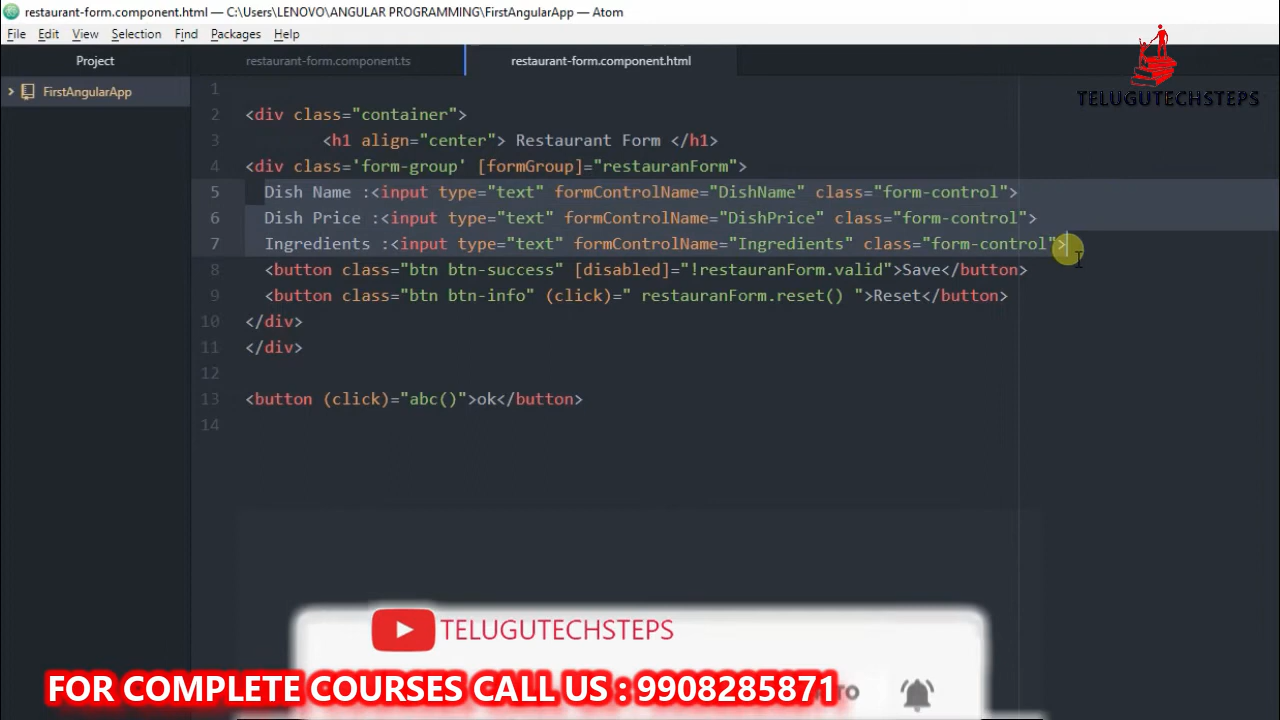 restaurant-form.component.html — C:\Users\LENOVO\ANGULAR PROGRAMMING\FirstAngularApp — Atom
File Edit View Selection Find Packages Help
Project
restaurant-form.component.ts
restaurant-form.component.html
FirstAngularApp
TELUGUTECHSTEPS
1
2 <div class="container">
3 <h1 align="center"> Restaurant Form </h1>
4 <div class='form-group' [formGroup]="restauranForm">
5 Dish Name :<input type="text" formControlName="DishName" class="form-control">
6 Dish Price :<input type="text" formControlName="DishPrice" class="form-control">
7 Ingredients :<input type="text" formControlName="Ingredients" class="form-control">
8 <button class="btn btn-success" [disabled]="!restauranForm.valid">Save</button>
9 <button class="btn btn-info" (click)=" restauranForm.reset() ">Reset</button>
10 </div>
11 </div>
12
13 <button (click)="abc()">ok</button>
14
TELUGUTECHSTEPS
FOR COMPLETE COURSES CALL US : 9908285871